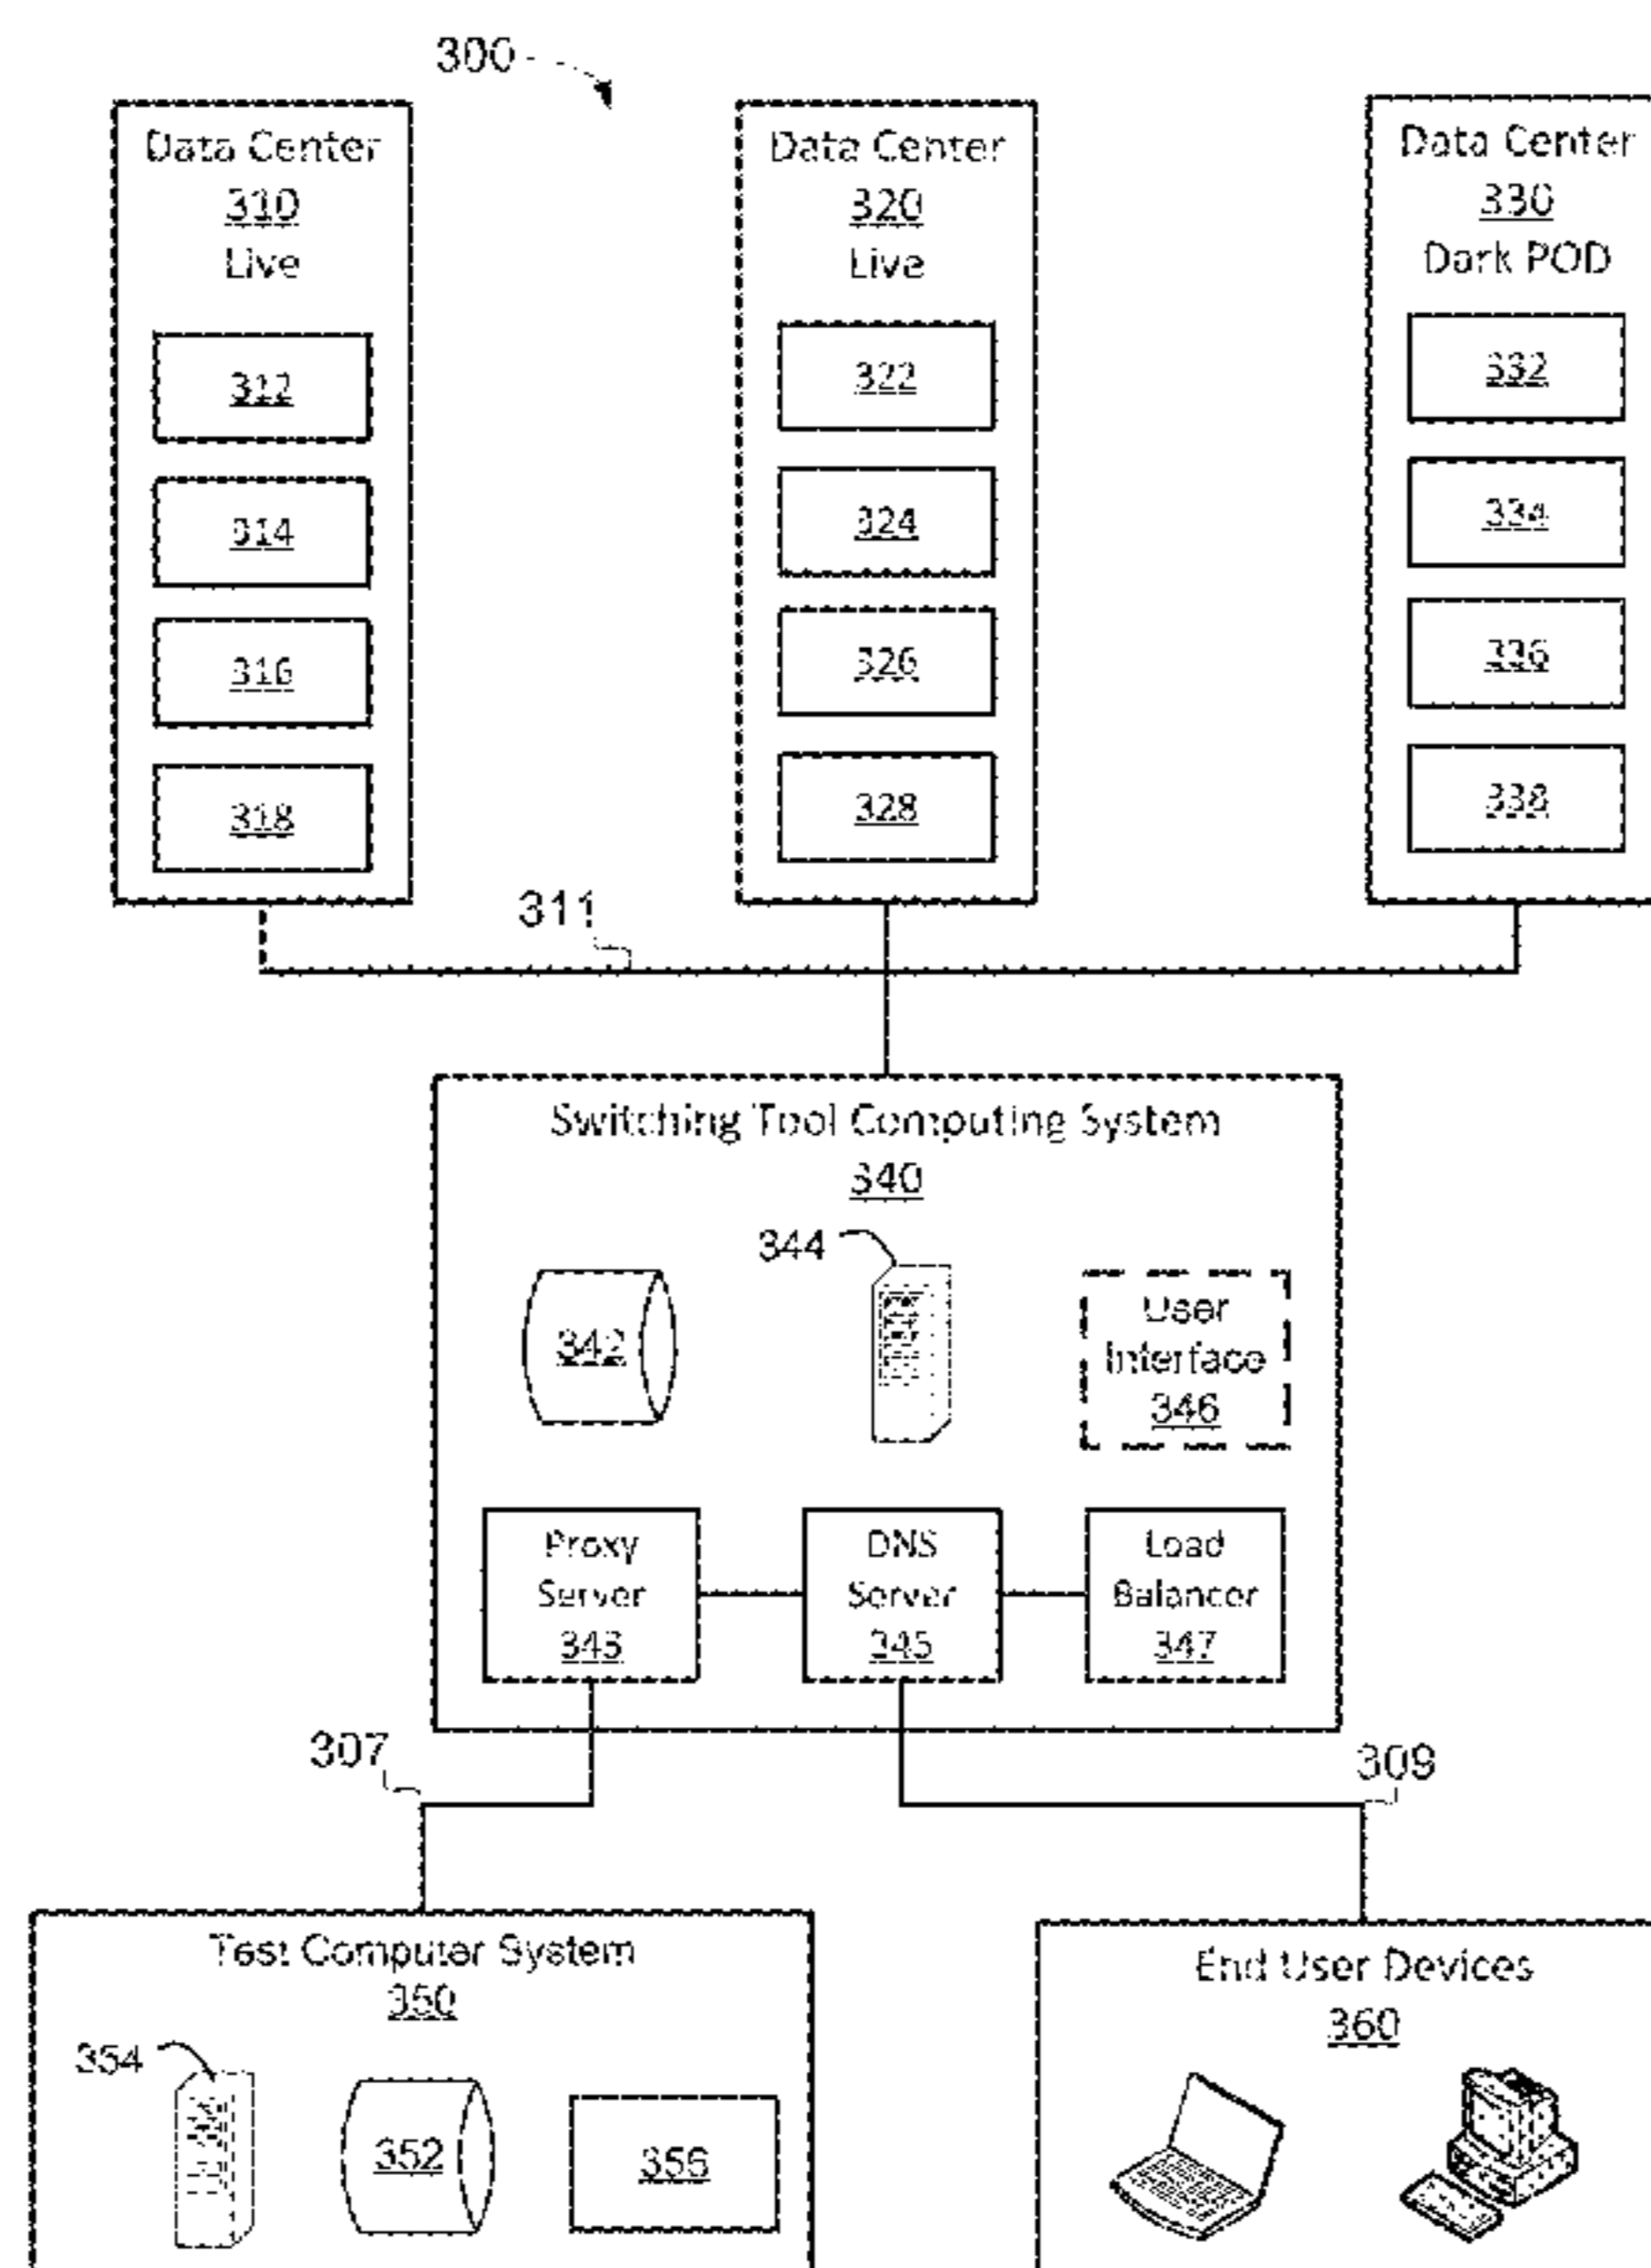 300
Data Center
310
Live
312
314
316
318
Data Center
320
Live
322
324
326
328
Data Center
330
Dark POD
332
334
336
338
311
Switching Tool Computing System
340
342
344
User
Interface
346
Proxy
Server
343
DNS
Server
345
Load
Balancer
347
307
309
Test Computer System
350
354
352
356
End User Devices
360